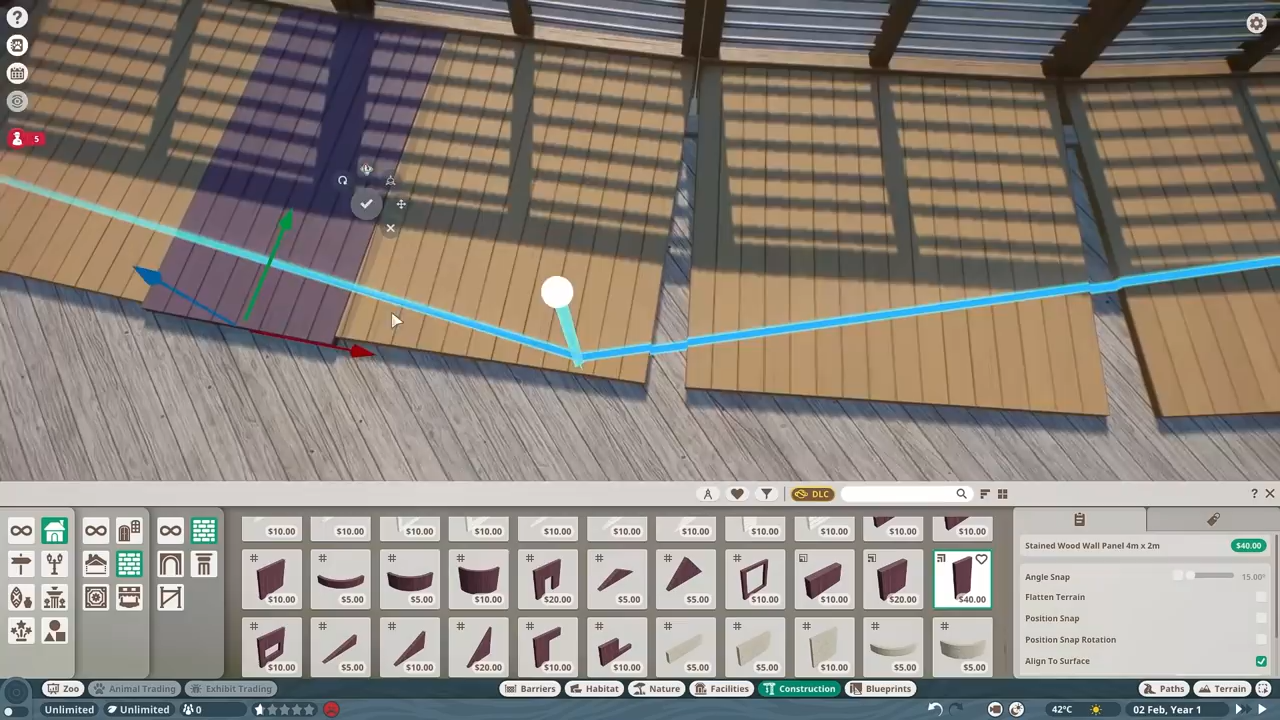 ?
5
DLC
? ×
$10.00 $10.00 $10.00 $10.00 $10.00 $10.00 $10.00 $10.00 $10.00 $10.00 $10.00
$10.00 $5.00 $5.00 $10.00 $20.00 $5.00 $5.00 $10.00 $10.00 $20.00 $40.00
$10.00 $5.00 $10.00 $20.00 $10.00 $10.00 $5.00 $10.00 $10.00 $5.00 $5.00
Stained Wood Wall Panel 4m x 2m $40.00
Angle Snap 15.00°
Flatten Terrain
Position Snap
Position Snap Rotation
Align To Surface
Zoo Animal Trading Exhibit Trading Barriers Habitat Nature Facilities Construction Blueprints Paths Terrain
Unlimited Unlimited 0 42°C 02 Feb, Year 1